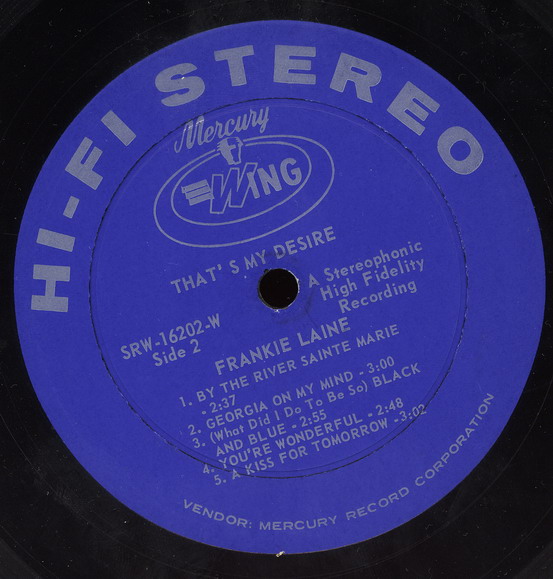 HI-FI STEREO
Mercury
WING
THAT'S MY DESIRE
A Stereophonic
High Fidelity
Recording
SRW-16202-W
Side 2
FRANKIE LAINE
1. BY THE RIVER SAINTE MARIE
- 2:37
2. GEORGIA ON MY MIND - 3:00
3. (What Did I Do To Be So) BLACK
AND BLUE - 2:55
4. YOU'RE WONDERFUL - 2:48
5. A KISS FOR TOMORROW - 3:02
VENDOR: MERCURY RECORD CORPORATION